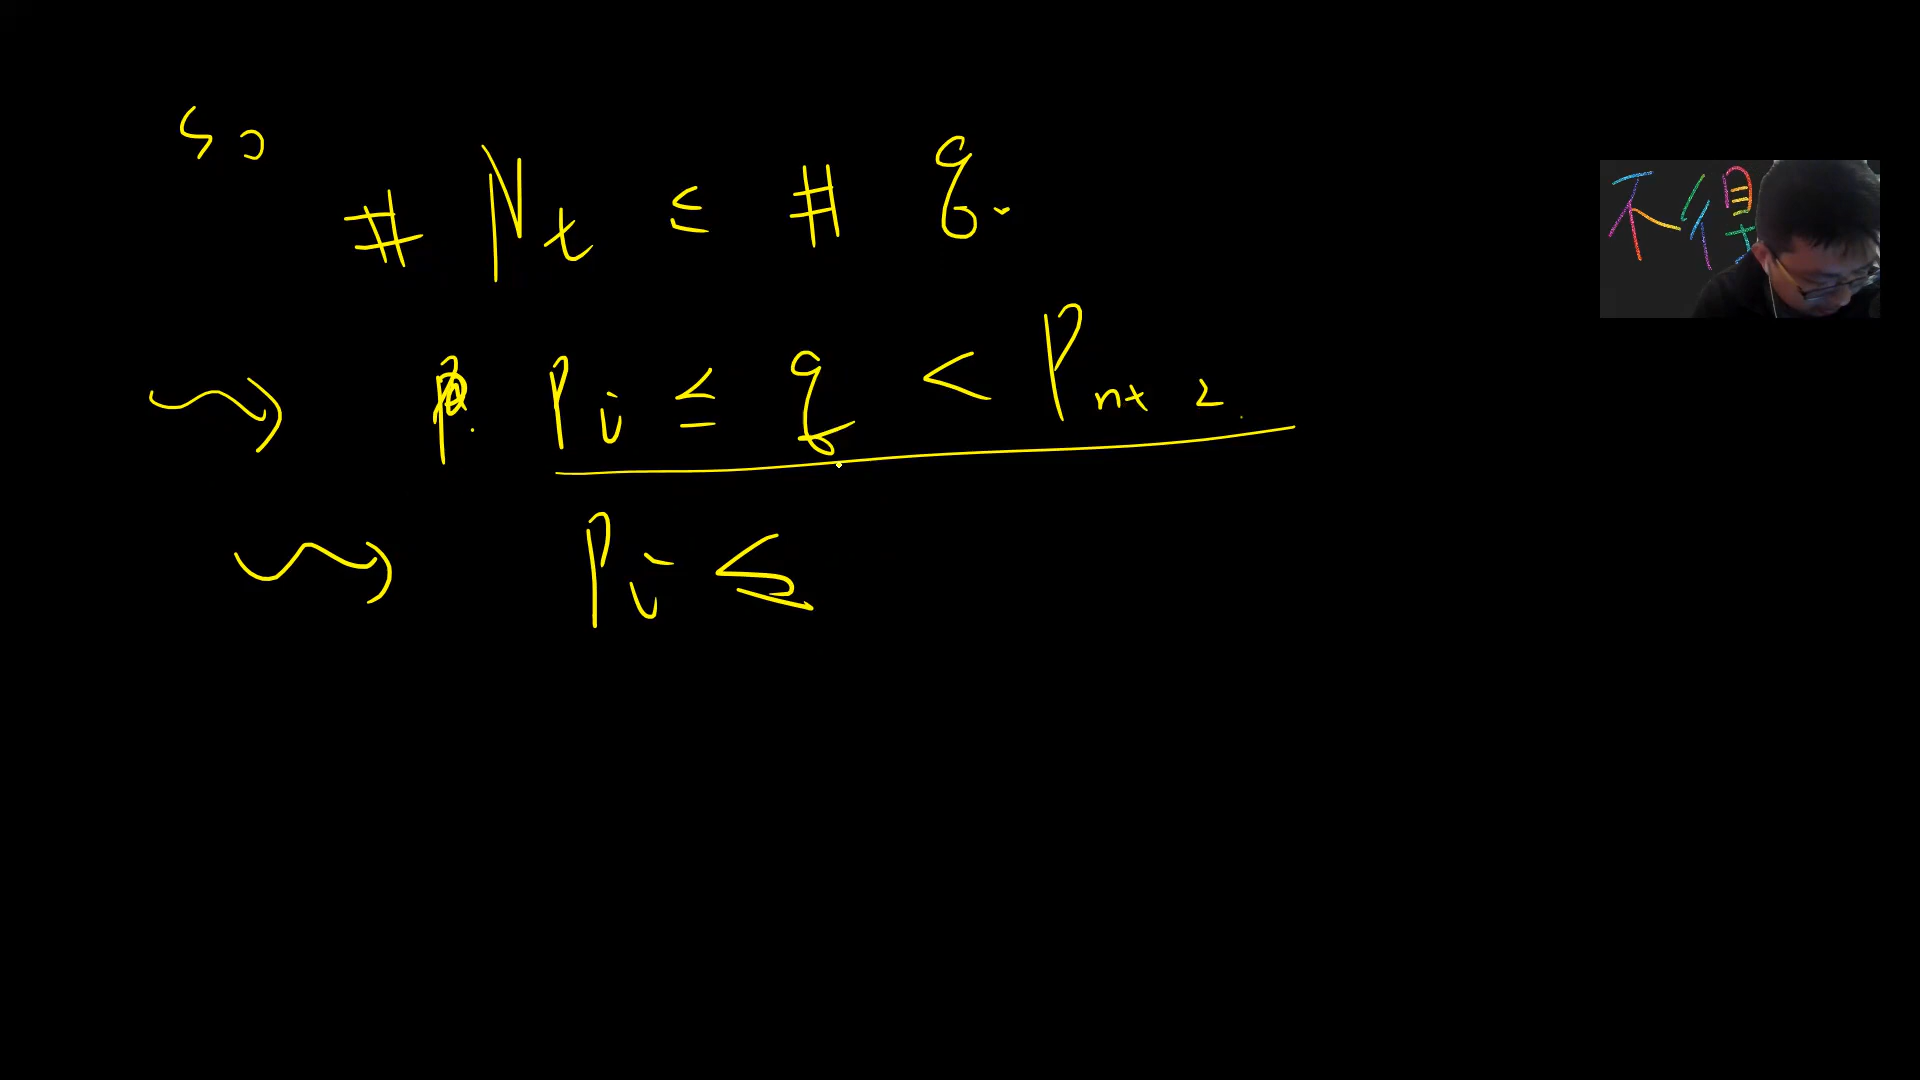 so
# N_t ≤ # q.
⇝ P_i ≤ q < P_{n+2}.
⇝ P_i ≤
不得